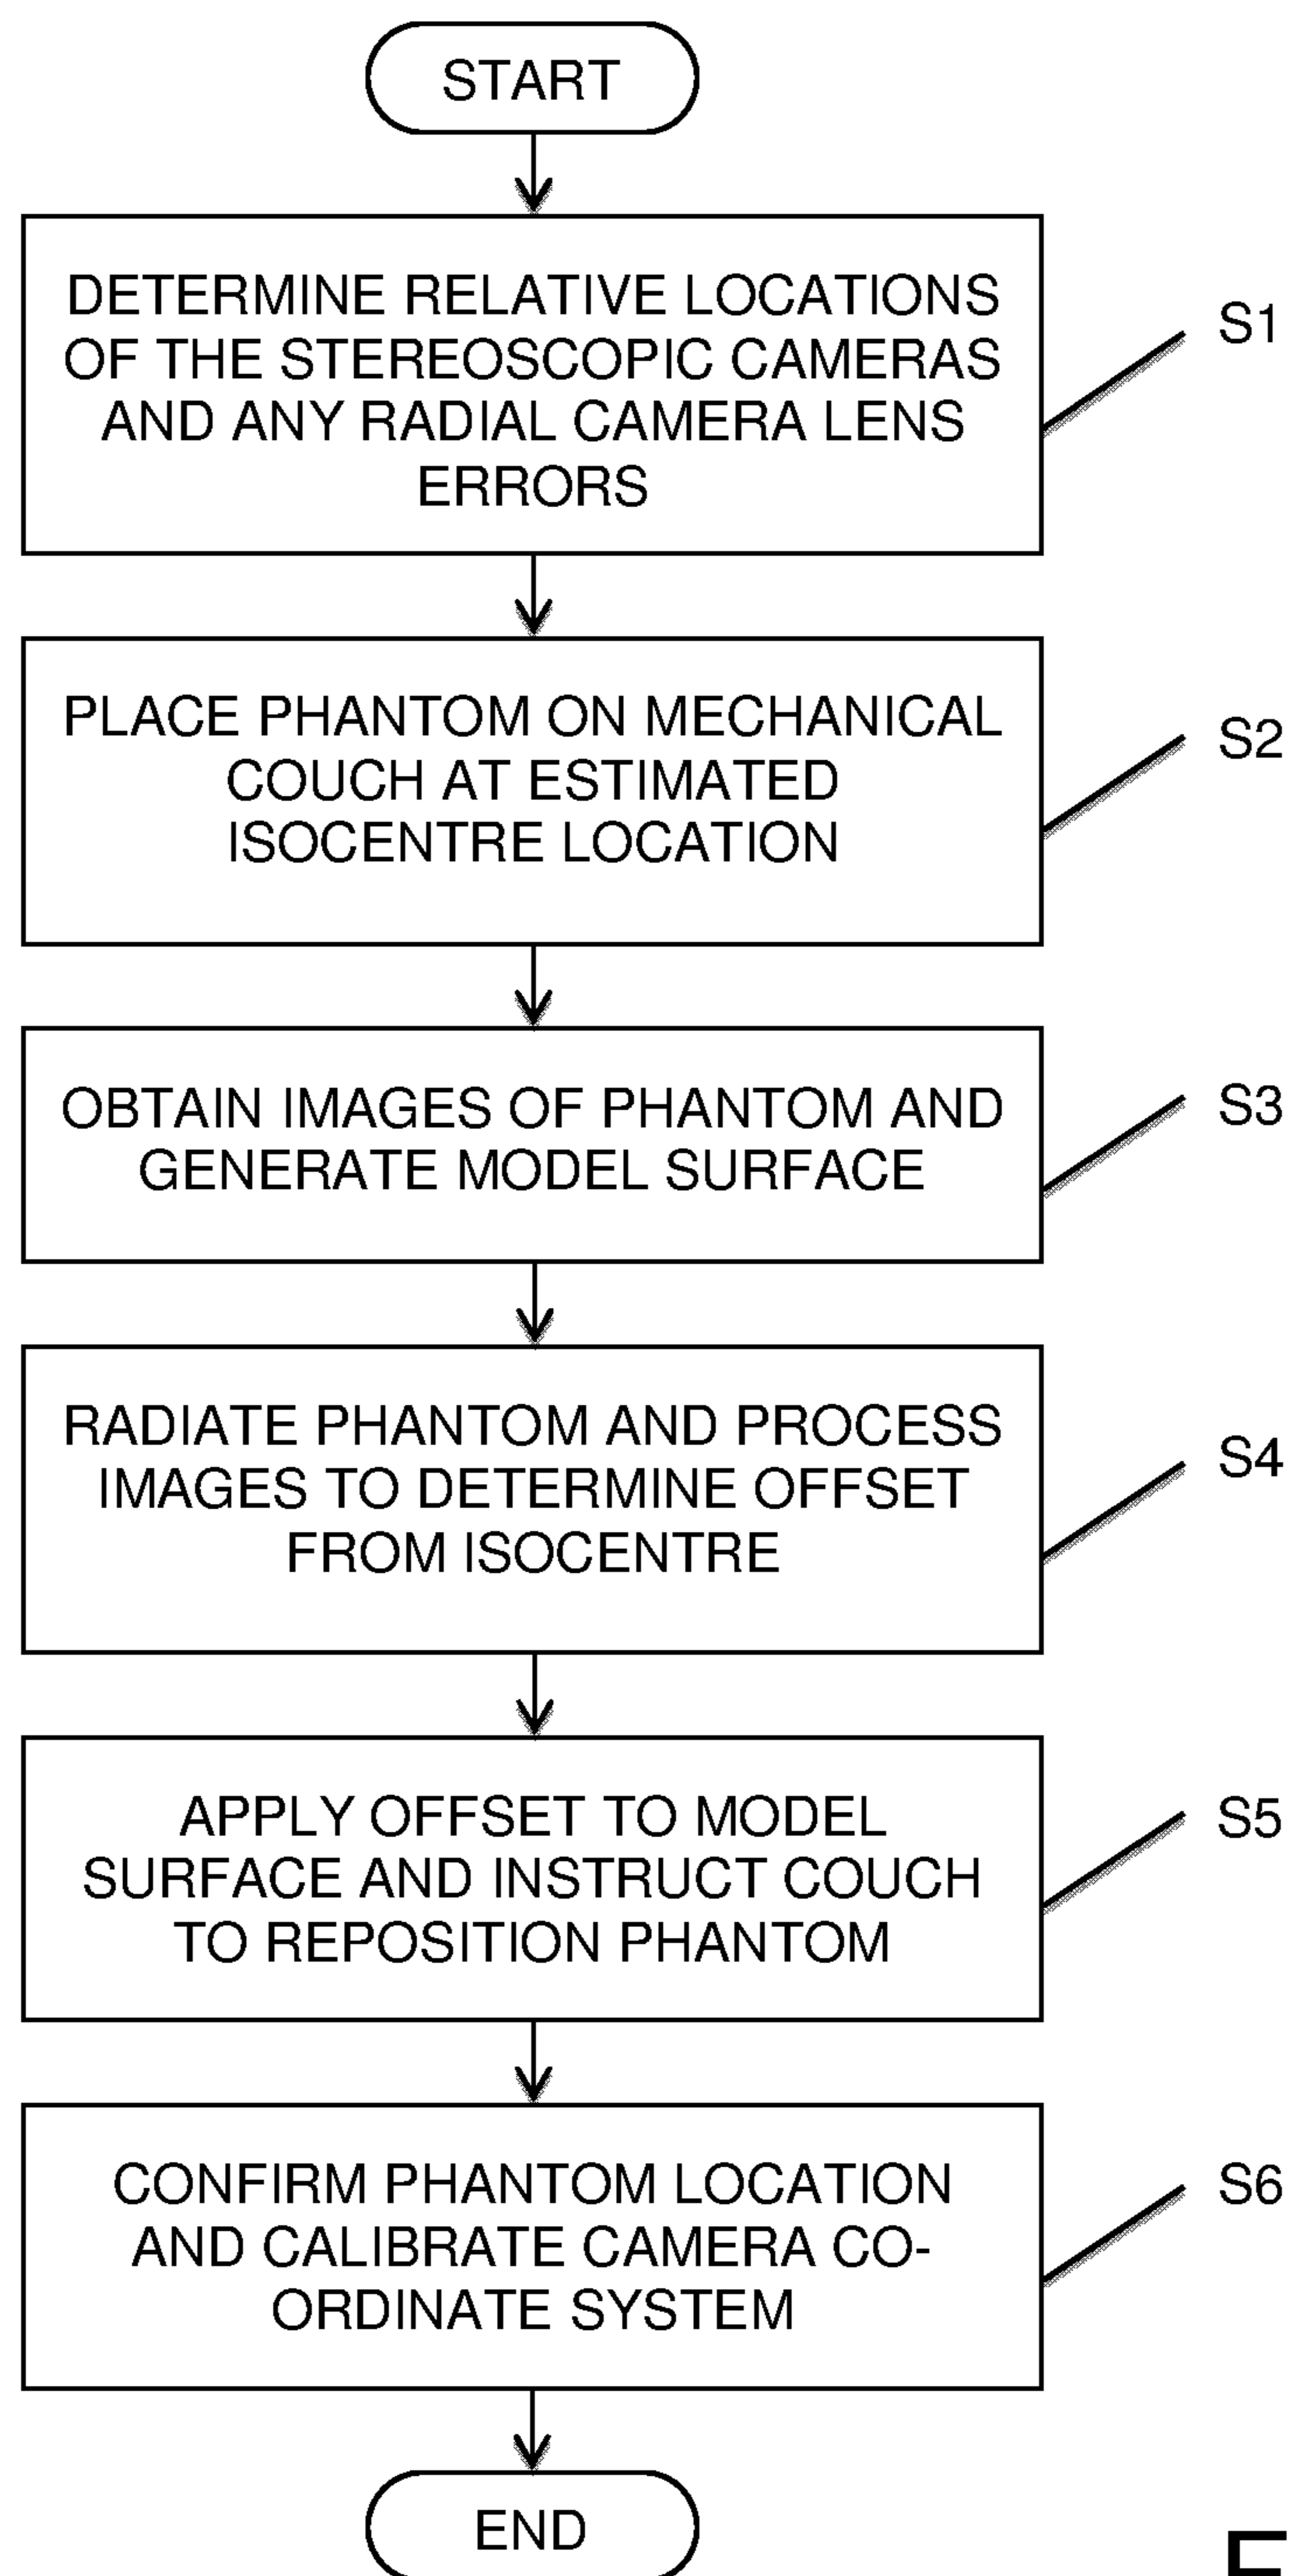 START
DETERMINE RELATIVE LOCATIONS
OF THE STEREOSCOPIC CAMERAS
AND ANY RADIAL CAMERA LENS
ERRORS
S1
PLACE PHANTOM ON MECHANICAL
COUCH AT ESTIMATED
ISOCENTRE LOCATION
S2
OBTAIN IMAGES OF PHANTOM AND
GENERATE MODEL SURFACE
S3
RADIATE PHANTOM AND PROCESS
IMAGES TO DETERMINE OFFSET
FROM ISOCENTRE
S4
APPLY OFFSET TO MODEL
SURFACE AND INSTRUCT COUCH
TO REPOSITION PHANTOM
S5
CONFIRM PHANTOM LOCATION
AND CALIBRATE CAMERA CO-
ORDINATE SYSTEM
S6
END